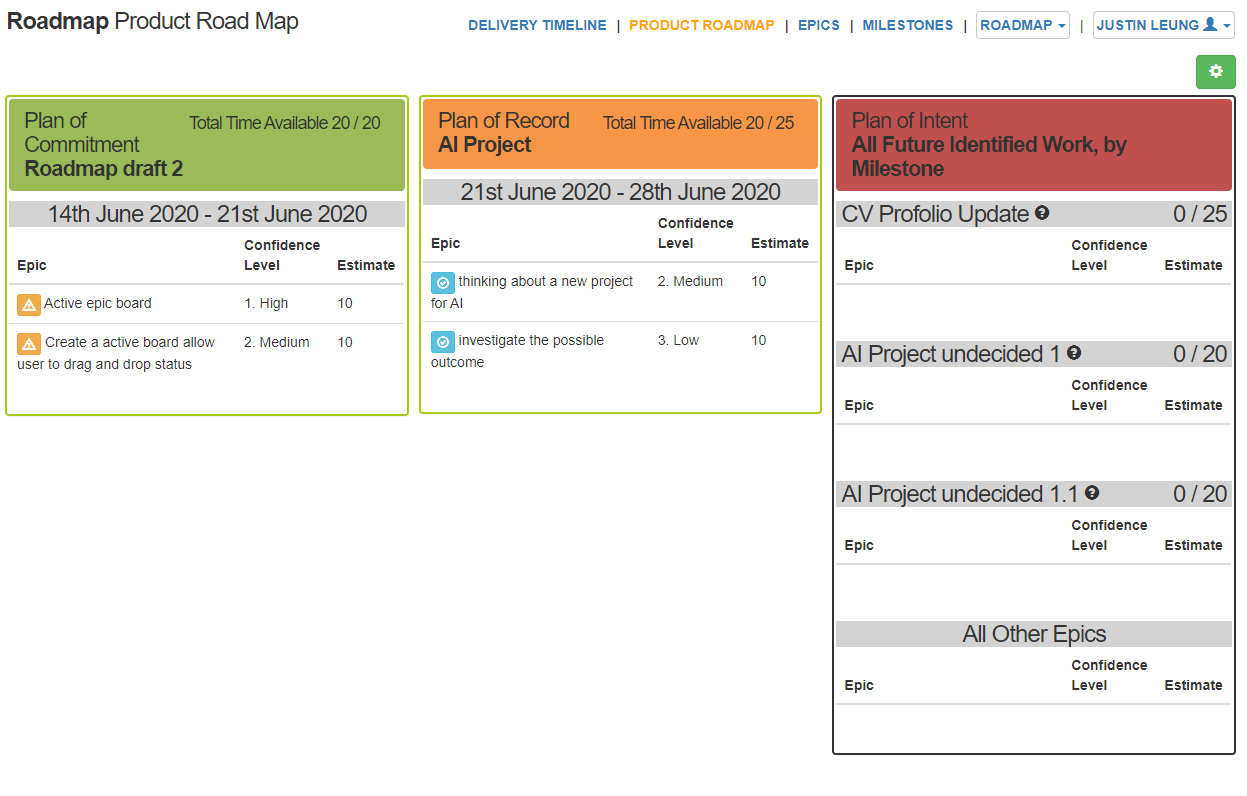 Roadmap Product Road Map
DELIVERY TIMELINE | PRODUCT ROADMAP | EPICS | MILESTONES | ROADMAP | JUSTIN LEUNG
Plan of Commitment
Total Time Available 20 / 20
Roadmap draft 2
14th June 2020 - 21st June 2020
Epic Confidence Level Estimate
Active epic board 1. High 10
Create a active board allow 2. Medium 10
user to drag and drop status
Plan of Record Total Time Available 20 / 25
AI Project
21st June 2020 - 28th June 2020
Epic Confidence Level Estimate
thinking about a new project 2. Medium 10
for AI
investigate the possible 3. Low 10
outcome
Plan of Intent
All Future Identified Work, by
Milestone
CV Profolio Update 0 / 25
Epic Confidence Level Estimate
AI Project undecided 1 0 / 20
Epic Confidence Level Estimate
AI Project undecided 1.1 0 / 20
Epic Confidence Level Estimate
All Other Epics
Epic Confidence Level Estimate